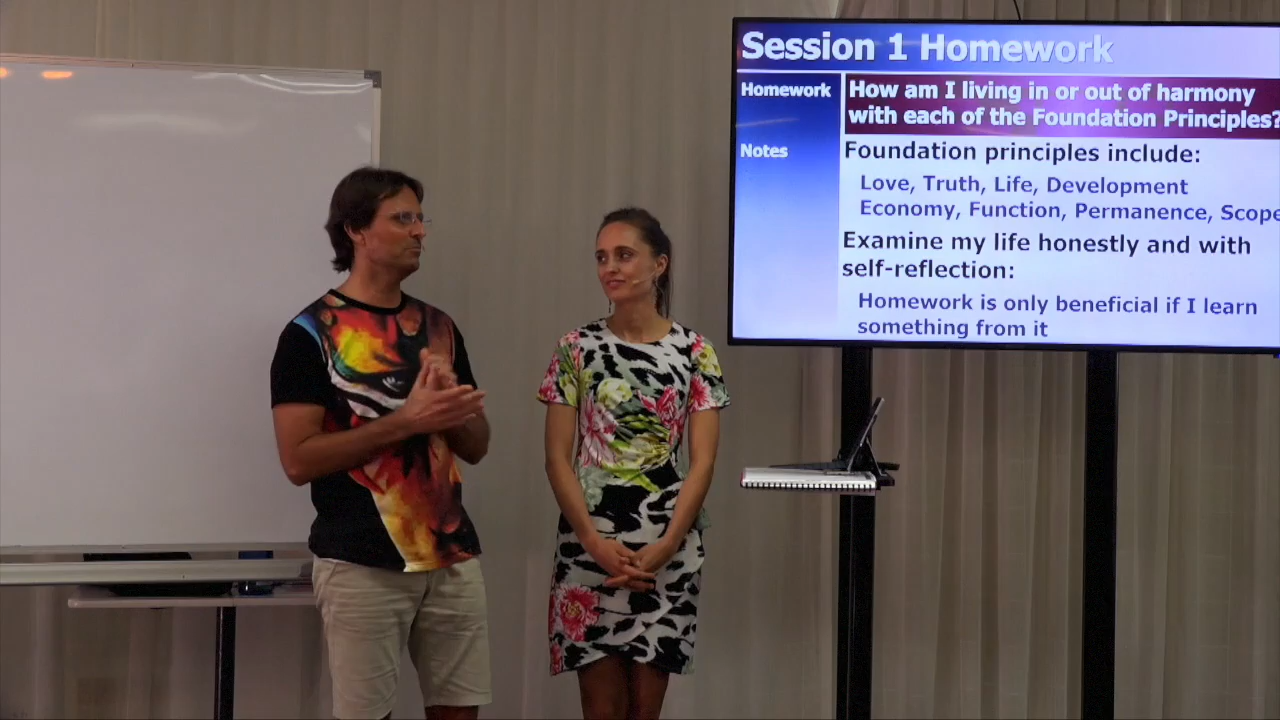 Session 1 Homework
Homework
How am I living in or out of harmony
with each of the Foundation Principles?
Notes
Foundation principles include:
Love, Truth, Life, Development
Economy, Function, Permanence, Scope
Examine my life honestly and with
self-reflection:
Homework is only beneficial if I learn
something from it